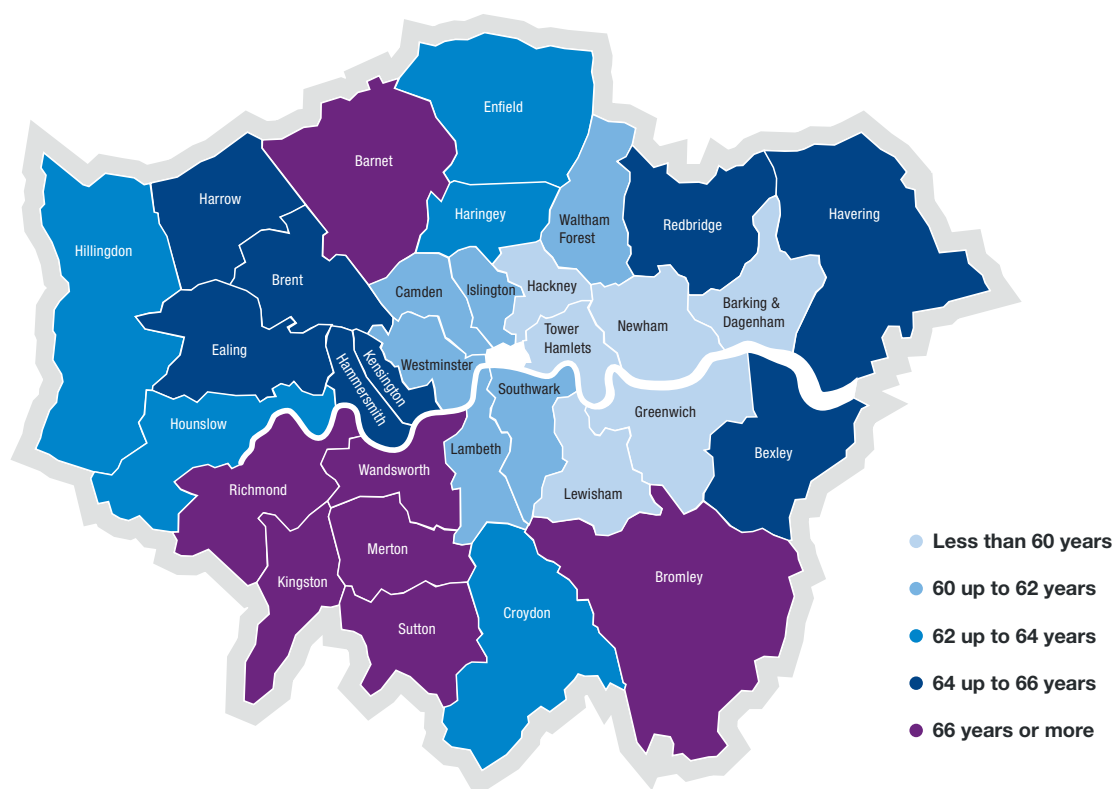 Enfield
Barnet
Harrow
Haringey
Waltham
Forest
Redbridge
Havering
Hillingdon
Brent
Camden
Islington
Hackney
Barking &
Dagenham
Newham
Tower
Hamlets
Ealing
Westminster
Kensington
Hammersmith
Southwark
Greenwich
Hounslow
Lambeth
Bexley
Wandsworth
Richmond
Lewisham
Merton
Kingston
Bromley
Croydon
Sutton
Less than 60 years
60 up to 62 years
62 up to 64 years
64 up to 66 years
66 years or more